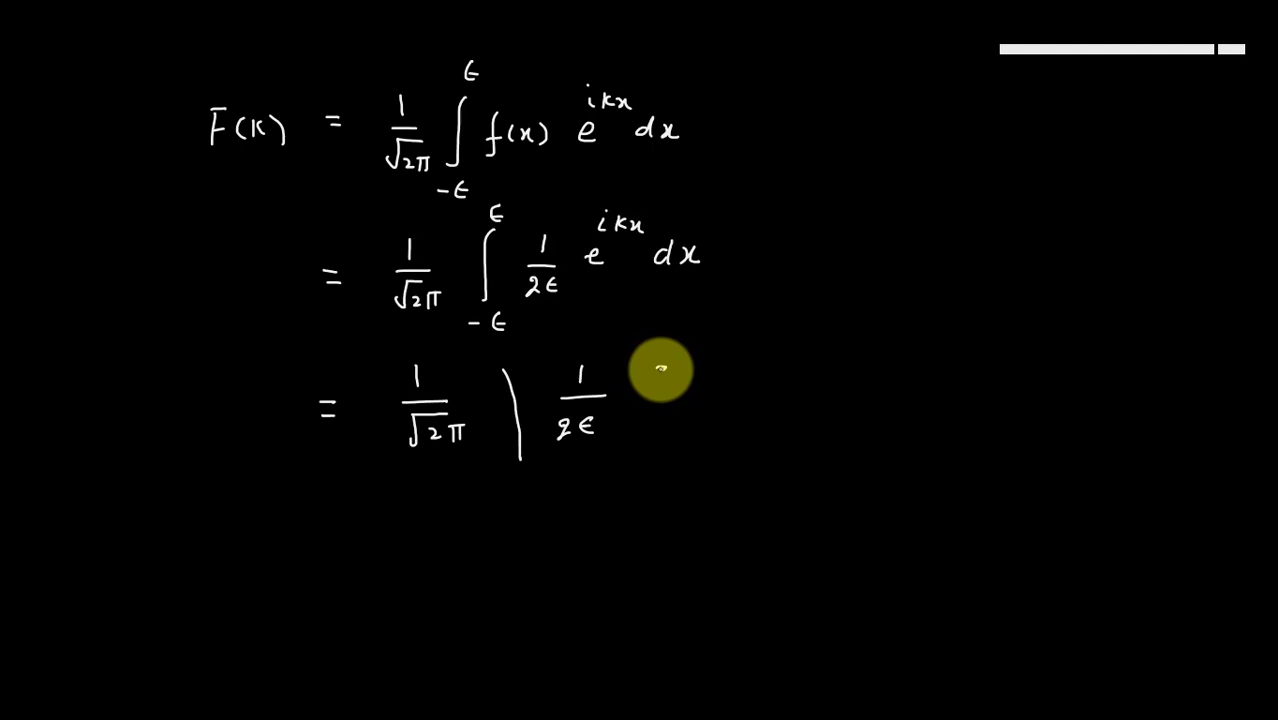 F(K) = 1/√2π ∫_{-ϵ}^{ϵ} f(x) e^{ikx} dx
= 1/√2π ∫_{-ϵ}^{ϵ} 1/2ϵ e^{ikx} dx
= 1/√2π 1/2ϵ